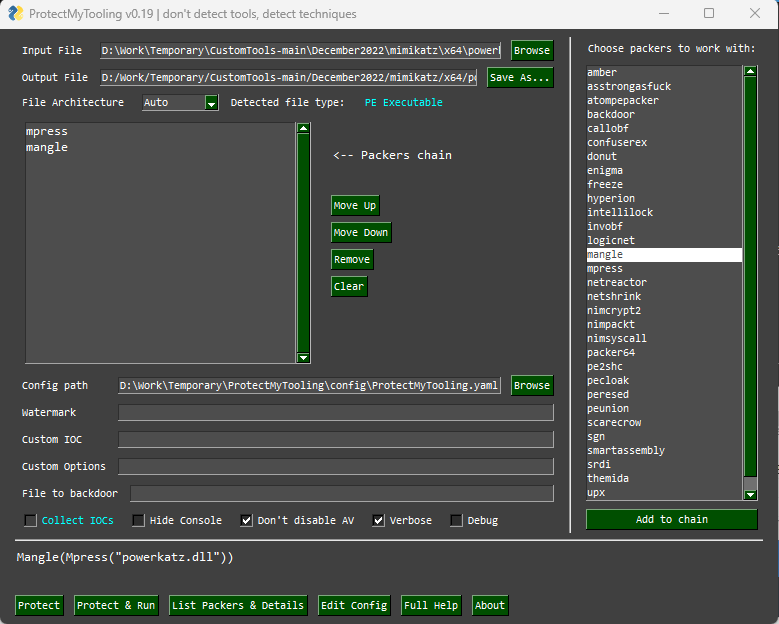 ProtectMyTooling v0.19 | don't detect tools, detect techniques
Input File D:\Work\Temporary\CustomTools-main\December2022\mimikatz\x64\power Browse
Output File D:/Work/Temporary/CustomTools-main/December2022/mimikatz/x64/po Save As...
File Architecture Auto Detected file type: PE Executable
mpress
mangle
<-- Packers chain
Move Up
Move Down
Remove
Clear
Config path D:\Work\Temporary\ProtectMyTooling\config\ProtectMyTooling.yaml Browse
Watermark
Custom IOC
Custom Options
File to backdoor
Collect IOCs Hide Console Don't disable AV Verbose Debug
Choose packers to work with:
amber
asstrongasfuck
atompepacker
backdoor
callobf
confuserex
donut
enigma
freeze
hyperion
intellilock
invobf
logicnet
mangle
mpress
netreactor
netshrink
nimcrypt2
nimpackt
nimsyscall
packer64
pe2shc
pecloak
peresed
peunion
scarecrow
sgn
smartassembly
srdi
themida
upx
Add to chain
Mangle(Mpress("powerkatz.dll"))
Protect Protect & Run List Packers & Details Edit Config Full Help About